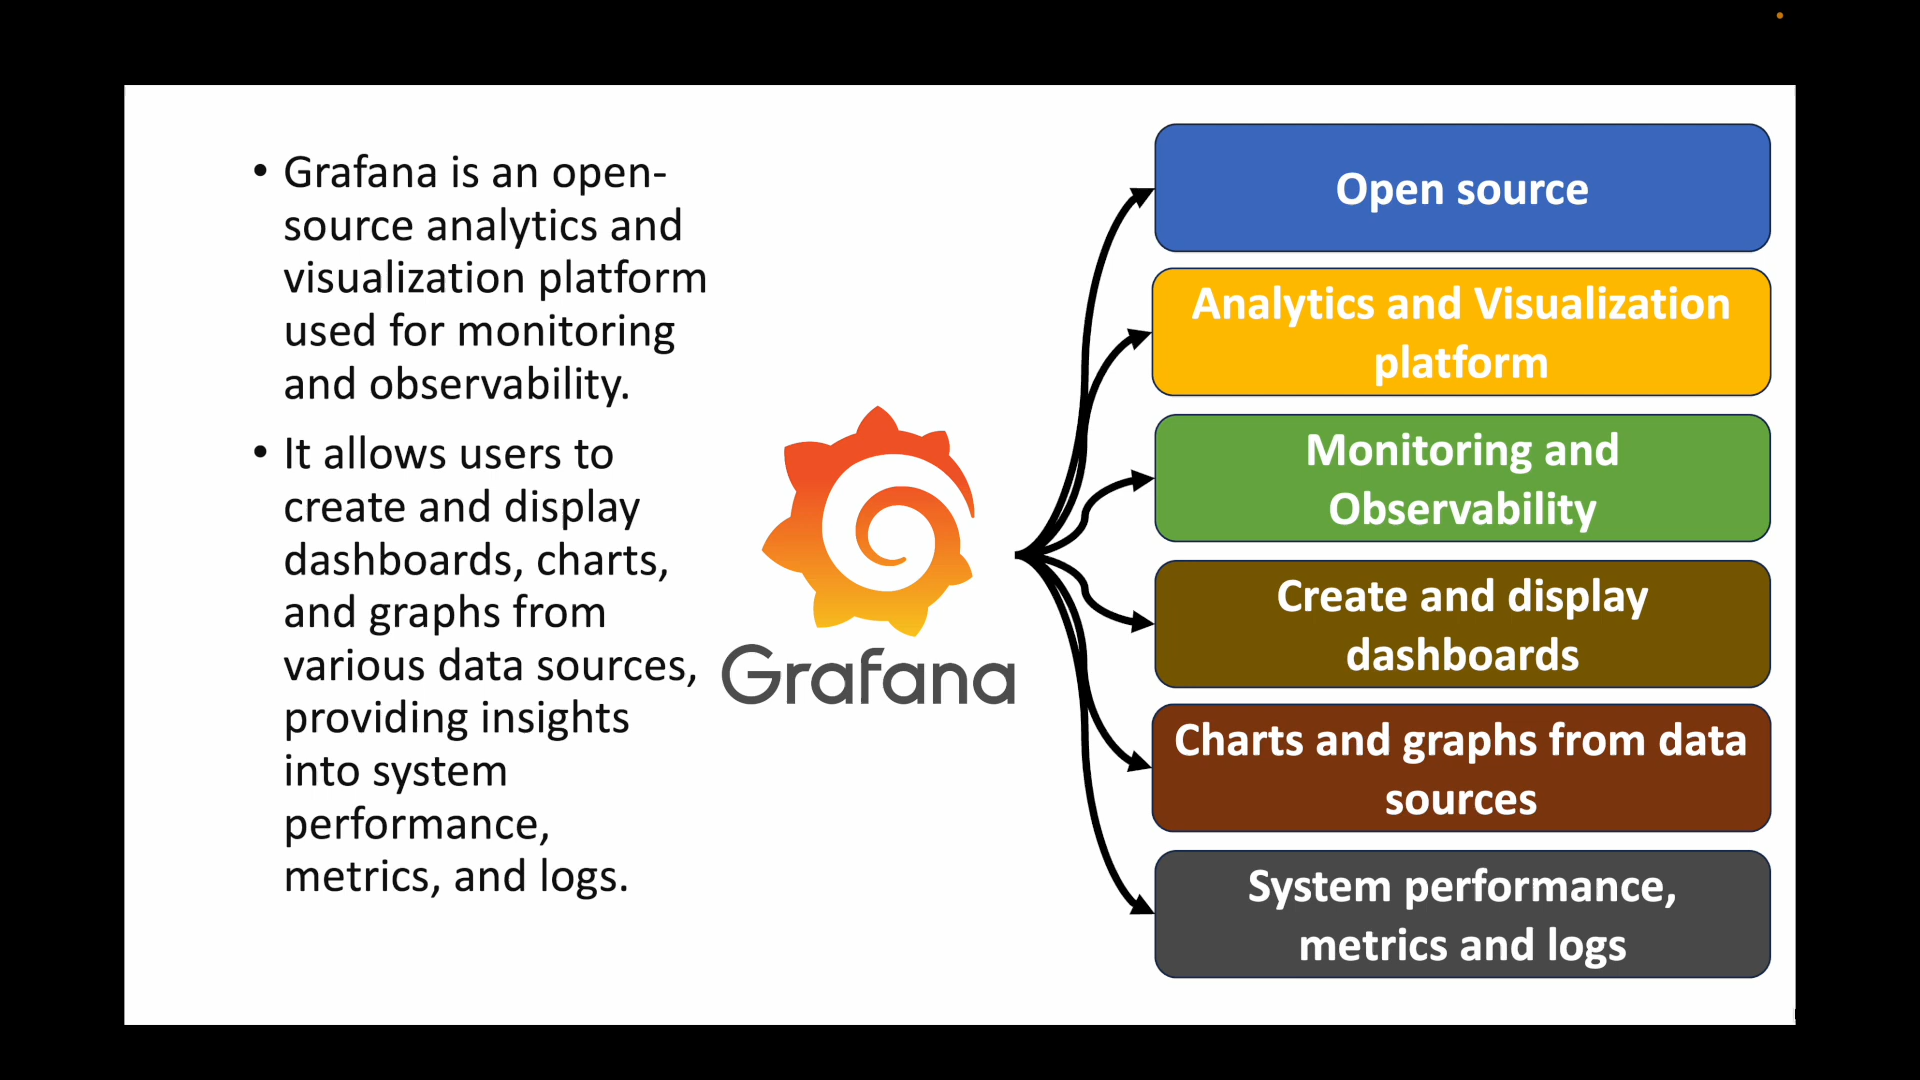 • Grafana is an open-
source analytics and
visualization platform
used for monitoring
and observability.
• It allows users to
create and display
dashboards, charts,
and graphs from
various data sources,
providing insights
into system
performance,
metrics, and logs.
Grafana
Open source
Analytics and Visualization
platform
Monitoring and
Observability
Create and display
dashboards
Charts and graphs from data
sources
System performance,
metrics and logs